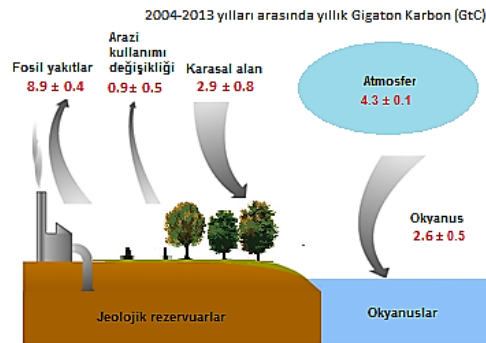 2004-2013 yılları arasında yıllık Gigaton Karbon (GtC)
Fosil yakıtlar
8.9 ± 0.4
Arazi
kullanımı
değişikliği
0.9± 0.5
Karasal alan
2.9 ± 0.8
Atmosfer
4.3 ± 0.1
Okyanus
2.6 ± 0.5
Jeolojik rezervuarlar
Okyanuslar